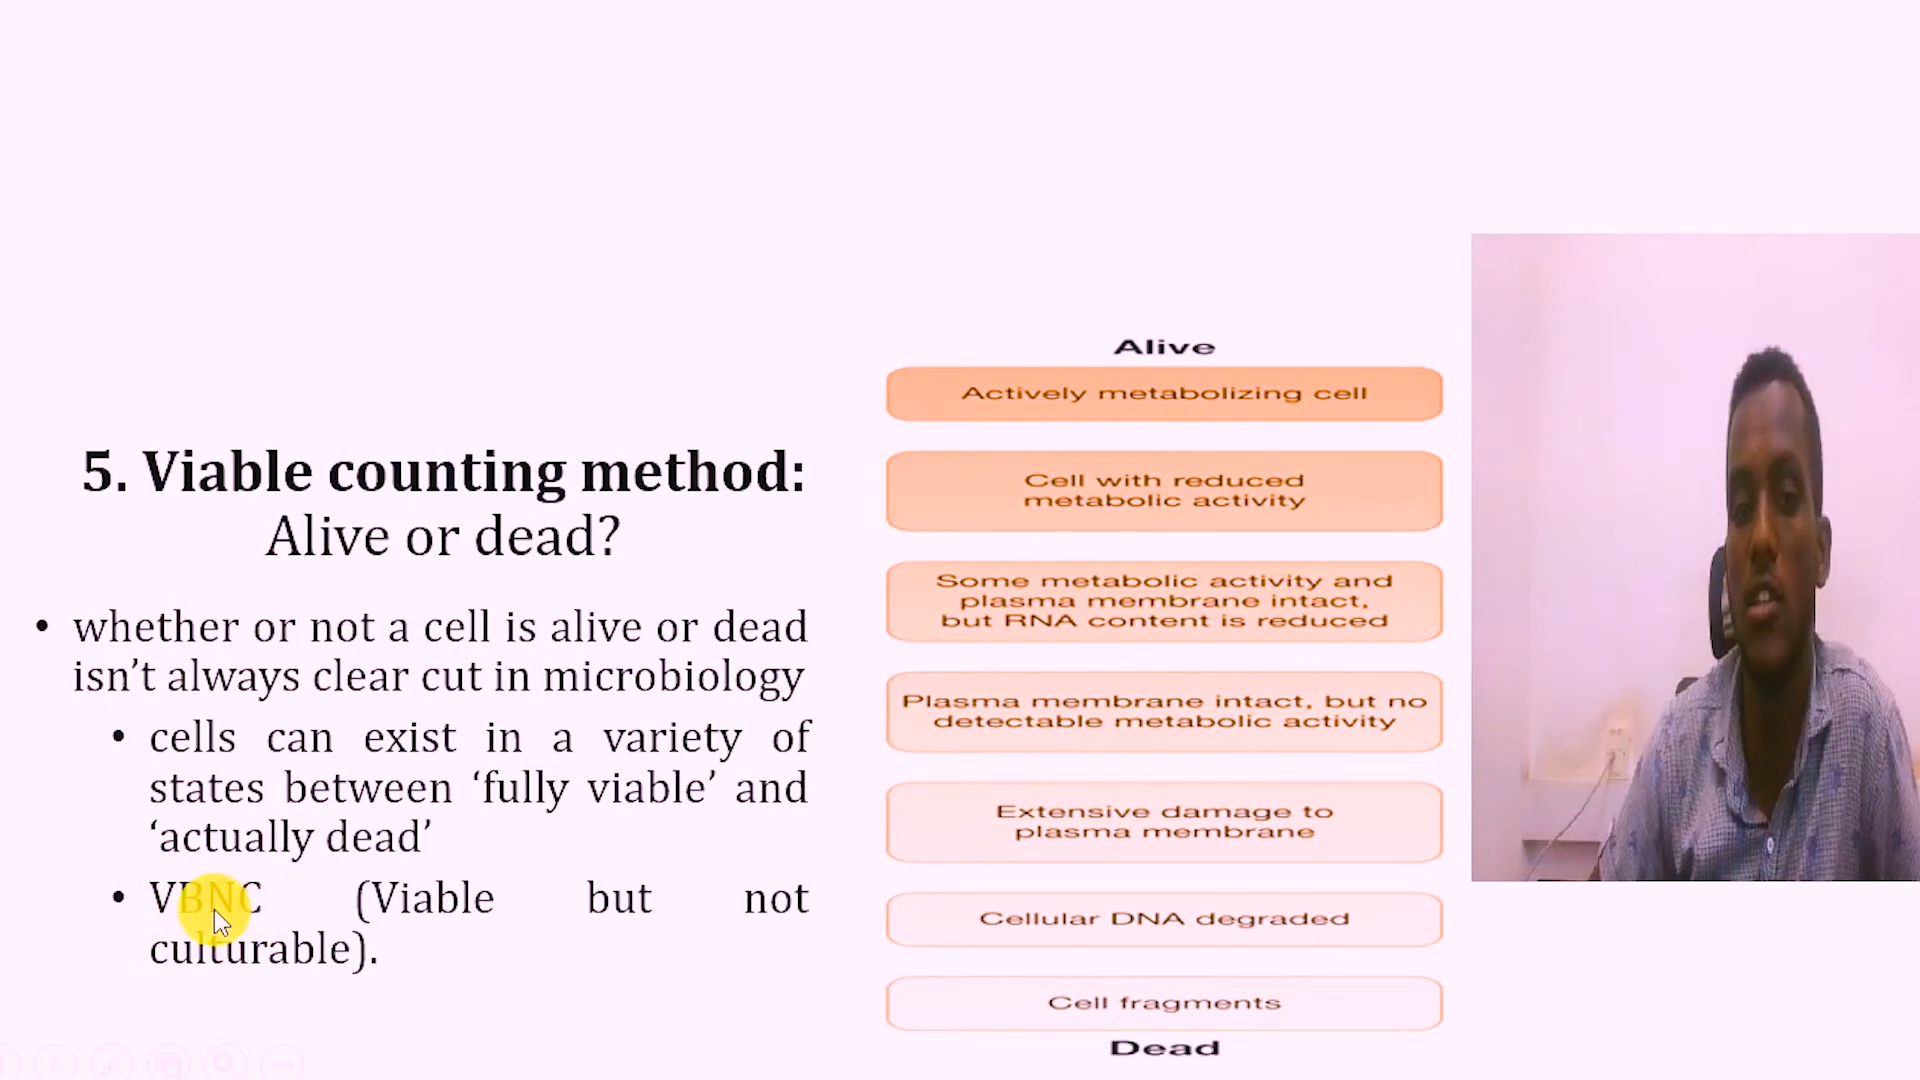 5. Viable counting method:
Alive or dead?
• whether or not a cell is alive or dead
isn’t always clear cut in microbiology
• cells can exist in a variety of
states between ‘fully viable’ and
‘actually dead’
• VBNC (Viable but not
culturable).
Alive
Actively metabolizing cell
Cell with reduced
metabolic activity
Some metabolic activity and
plasma membrane intact,
but RNA content is reduced
Plasma membrane intact, but no
detectable metabolic activity
Extensive damage to
plasma membrane
Cellular DNA degraded
Cell fragments
Dead